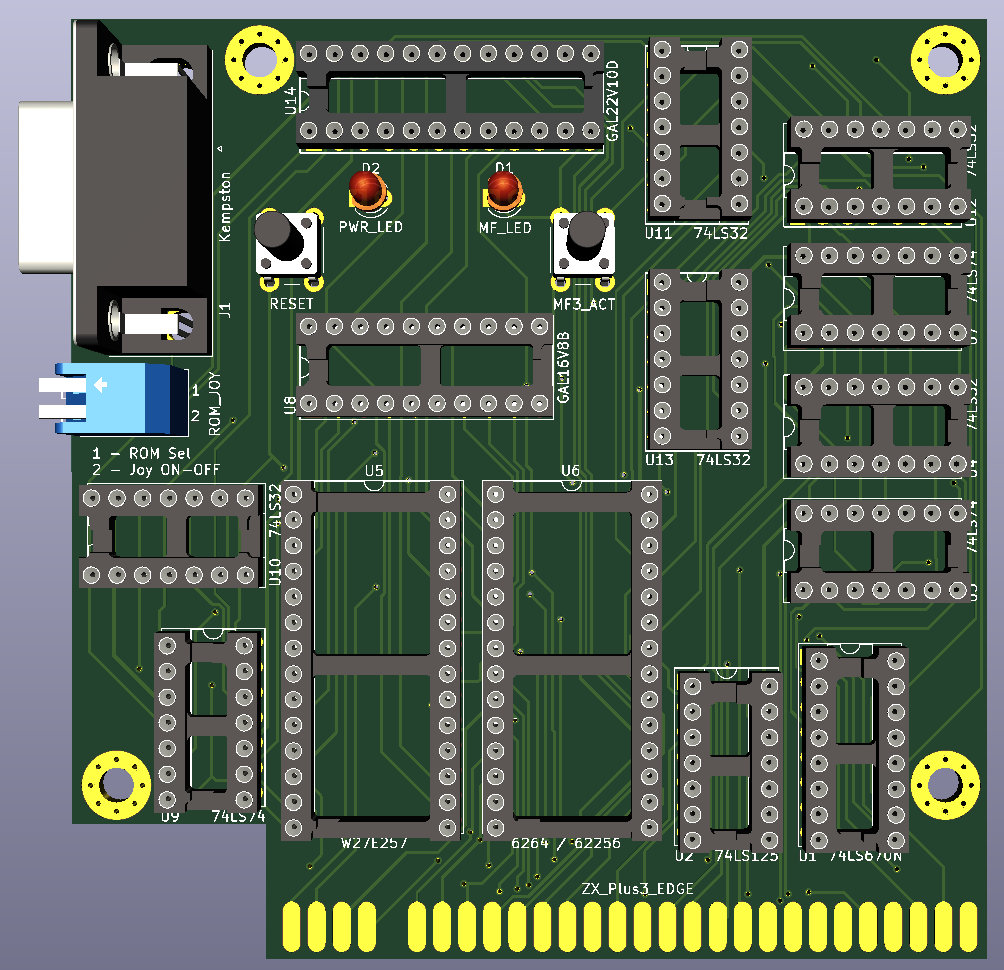 U14
GAL22V10D
D2
D1
PWR_LED
MF_LED
Kempston
J1
RESET
MF3_ACT
U11 74LS32
74LS32
U12
74LS74
U7
U8
GAL16V8B
1
2
ROM_JOY
1 - ROM Sel
2 - Joy ON-OFF
U13 74LS32
74LS32
U4
U5
U6
74LS32
U10
74LS74
U3
U9 74LS74
W27E257
6264 / 62256
U2 74LS125
U1 74LS670N
ZX_Plus3_EDGE